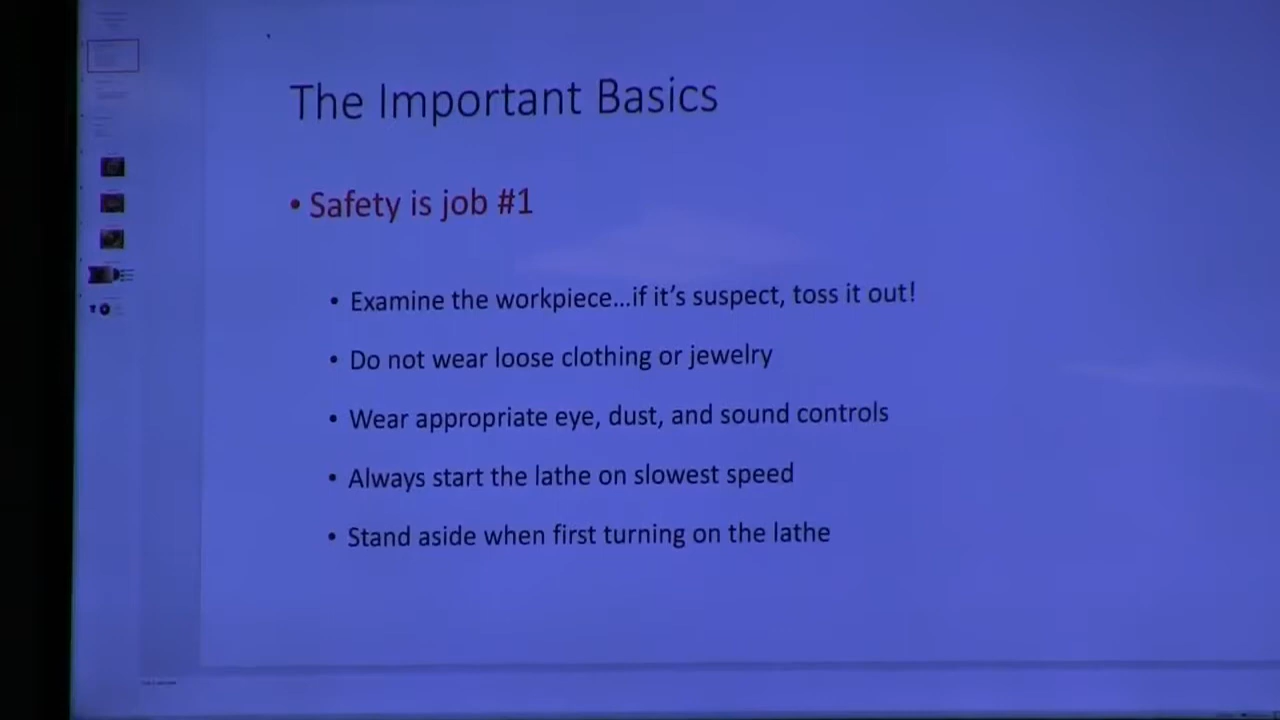 The Important Basics
• Safety is job #1
• Examine the workpiece...if it's suspect, toss it out!
• Do not wear loose clothing or jewelry
• Wear appropriate eye, dust, and sound controls
• Always start the lathe on slowest speed
• Stand aside when first turning on the lathe